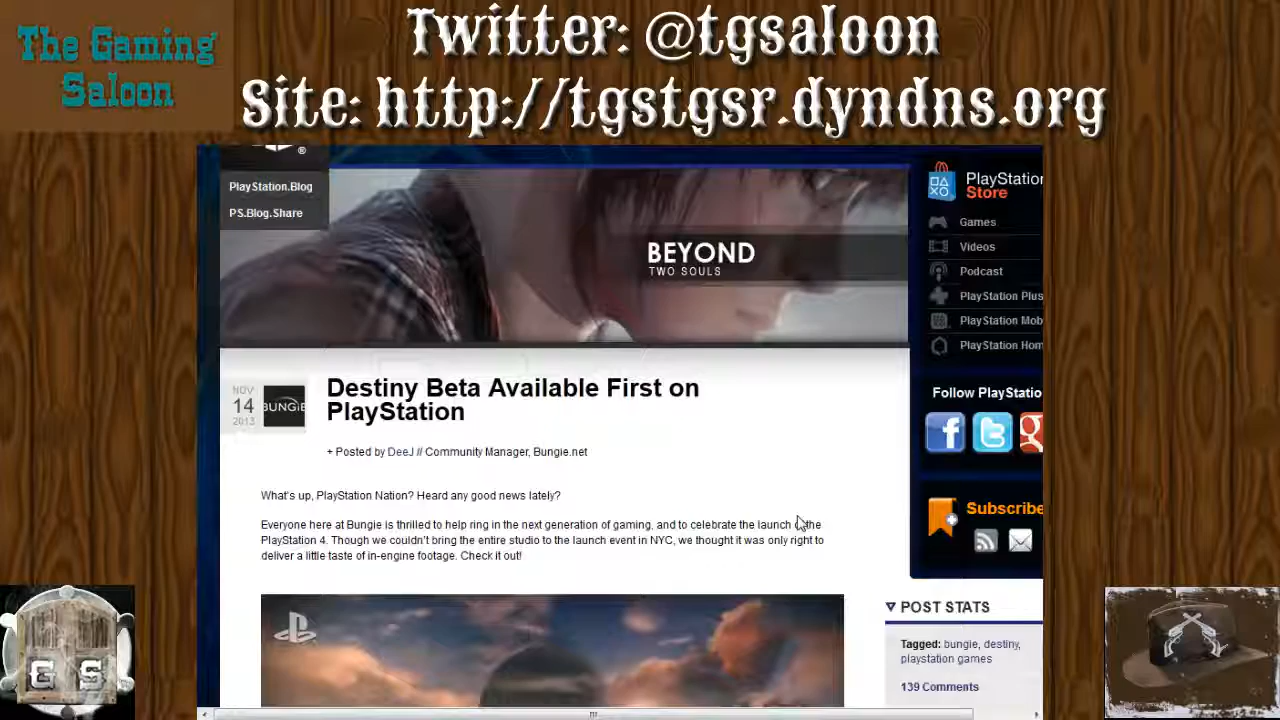 The Gaming
Saloon
Twitter: @tgsaloon
Site: http://tgstgsr.dyndns.org
®
PlayStation.Blog
PS.Blog.Share
BEYOND
TWO SOULS
PlayStation
Store
Games
Videos
Podcast
PlayStation Plus
PlayStation Mob
PlayStation Hom
Follow PlayStatio
Subscribe
NOV
14
2013
BUNGIE
Destiny Beta Available First on
PlayStation
+ Posted by DeeJ // Community Manager, Bungie.net
What's up, PlayStation Nation? Heard any good news lately?
Everyone here at Bungie is thrilled to help ring in the next generation of gaming, and to celebrate the launch of the
PlayStation 4. Though we couldn't bring the entire studio to the launch event in NYC, we thought it was only right to
deliver a little taste of in-engine footage. Check it out!
POST STATS
Tagged: bungie, destiny,
playstation games
139 Comments
G S